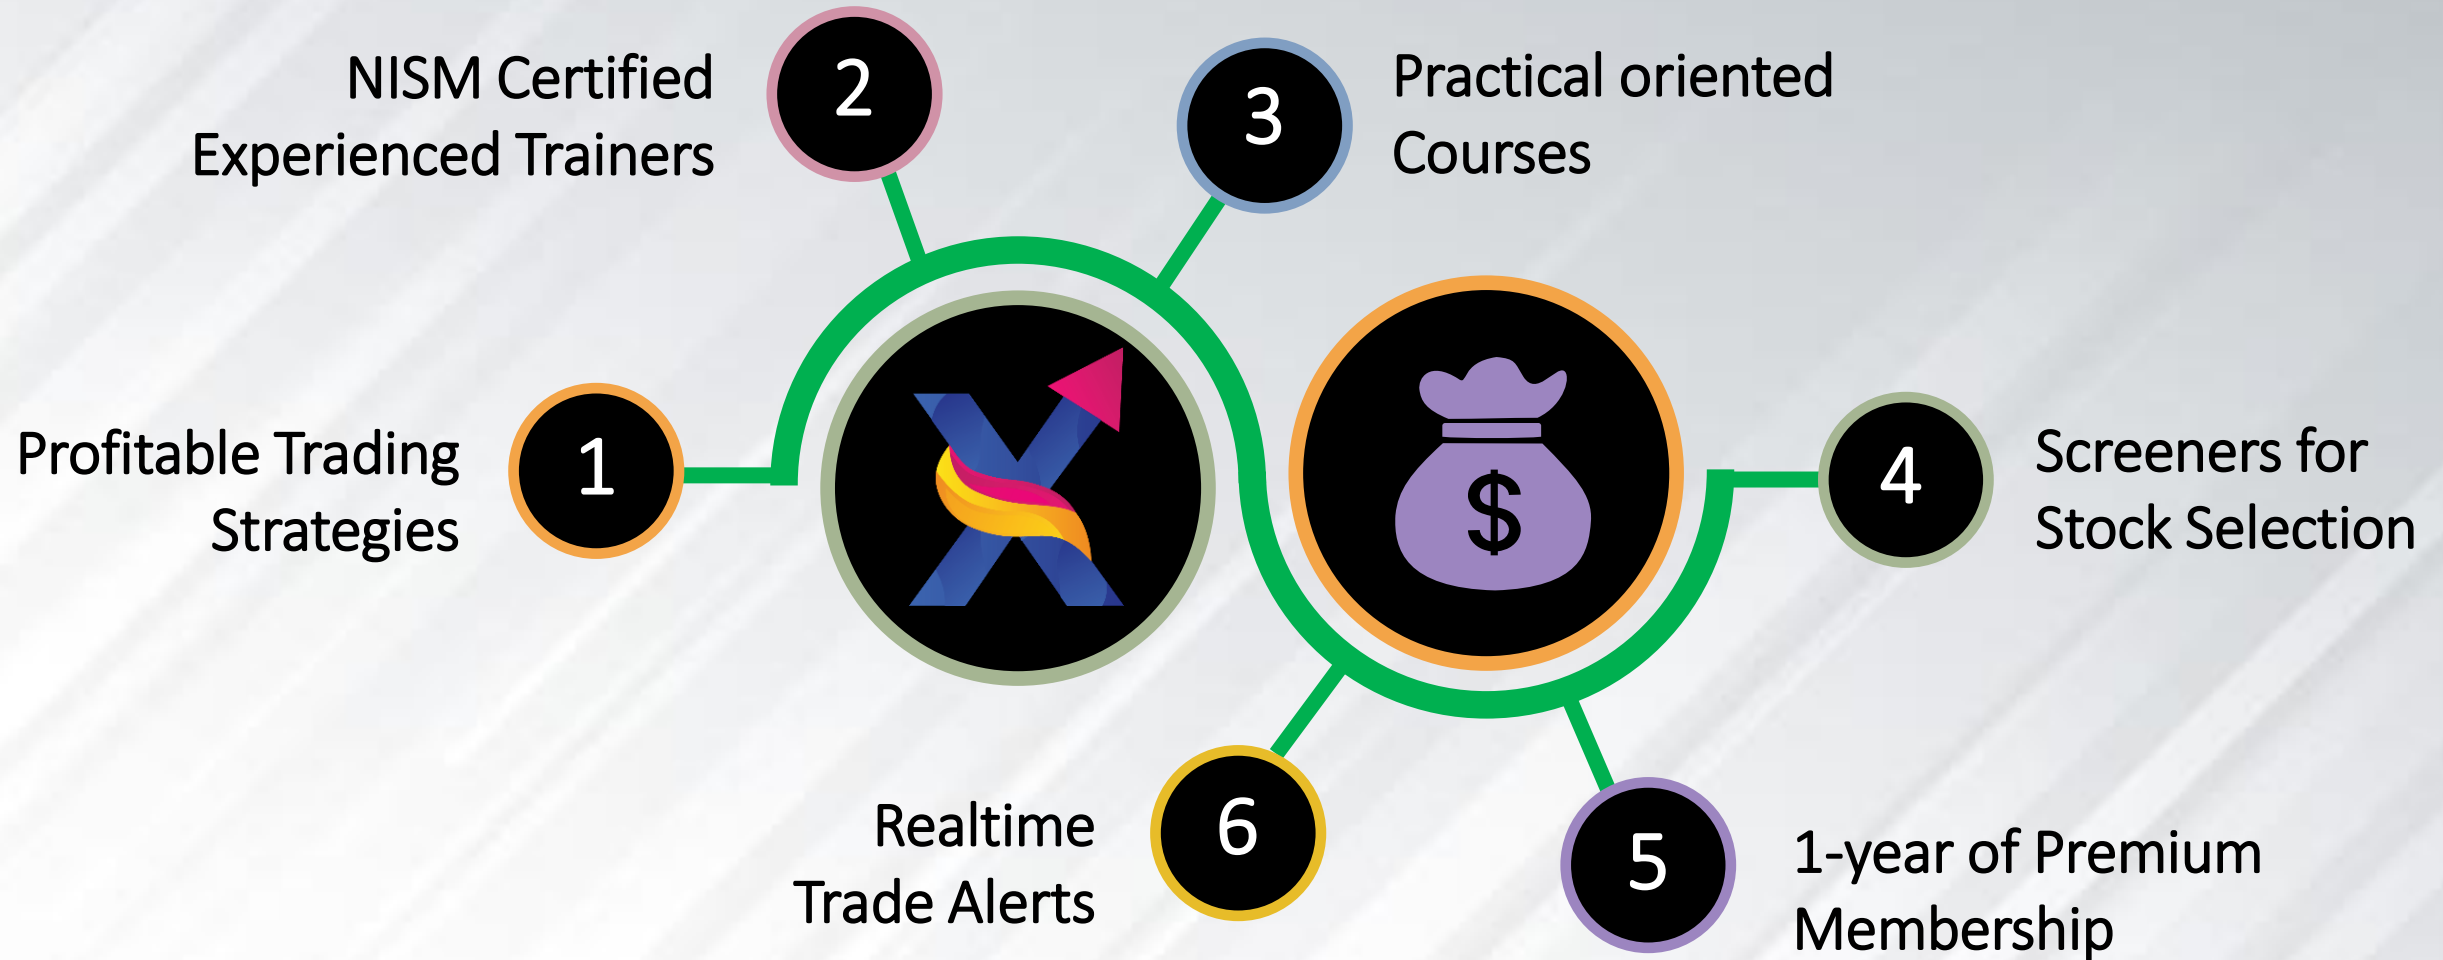 1
Profitable Trading
Strategies
2
NISM Certified
Experienced Trainers
3
Practical oriented
Courses
4
Screeners for
Stock Selection
5
1-year of Premium
Membership
6
Realtime
Trade Alerts
$